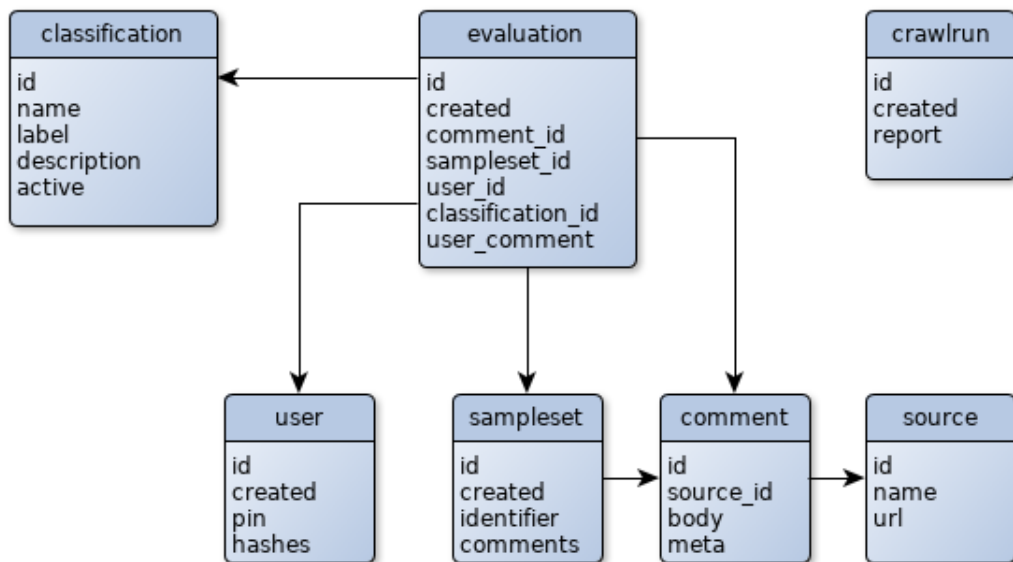 classification
id
name
label
description
active
evaluation
id
created
comment_id
sampleset_id
user_id
classification_id
user_comment
crawlrun
id
created
report
user
id
created
pin
hashes
sampleset
id
created
identifier
comments
comment
id
source_id
body
meta
source
id
name
url